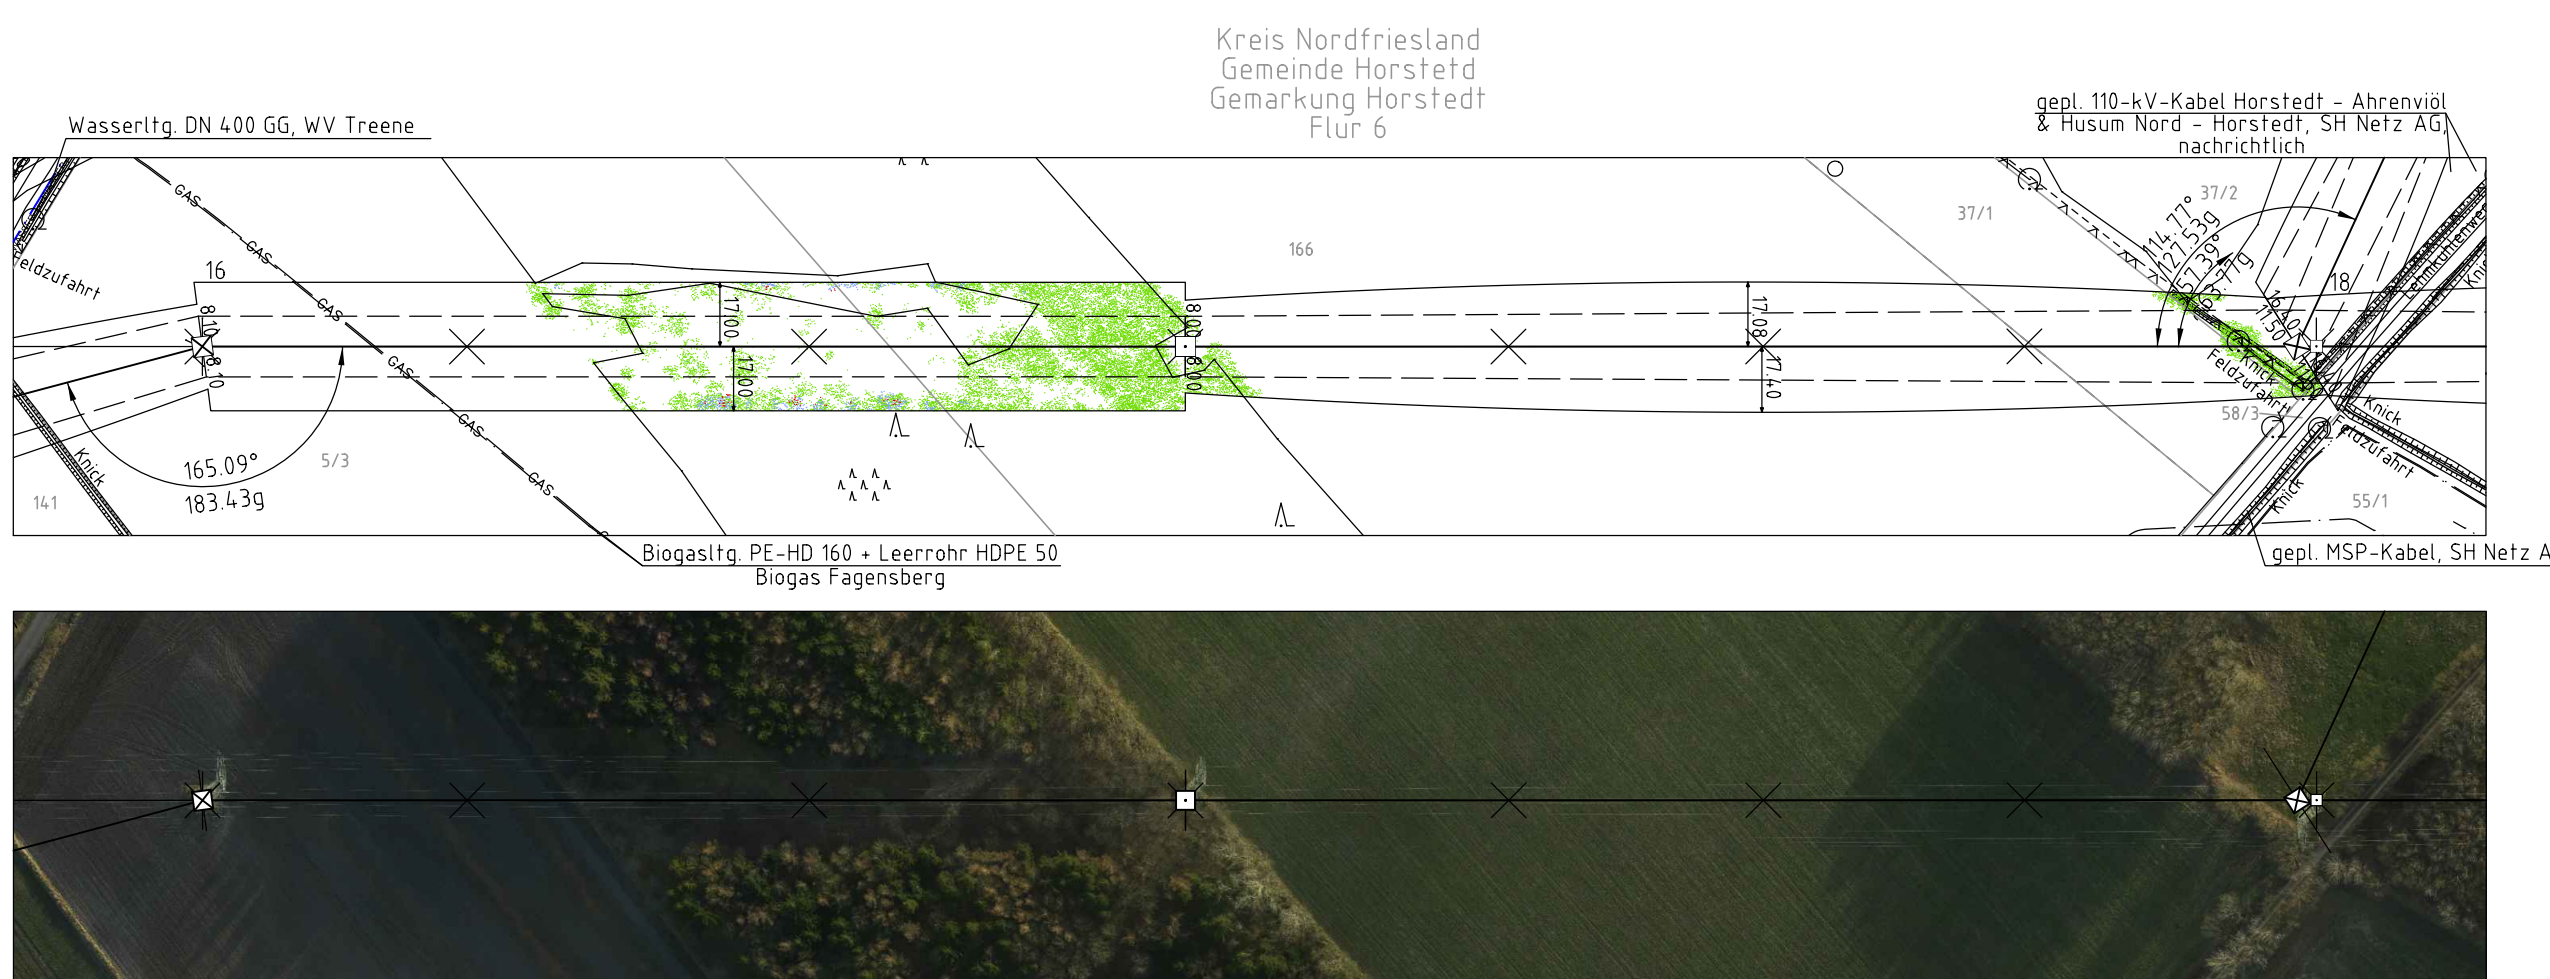 Kreis Nordfriesland
Gemeinde Horstetd
Gemarkung Horstedt
Flur 6
Wasserltg. DN 400 GG, WV Treene
gepl. 110-kV-Kabel Horstedt - Ahrenviöl
& Husum Nord - Horstedt, SH Netz AG,
nachrichtlich
GAS
GAS
GAS
GAS
GAS
GAS
Feldzufahrt
16
8.10
8.10
165.09°
183.43g
Knick
141
5/3
17.00
17.00
8.00
8.00
166
17.08
17.40
37/1
37/2
114.77°
127.53g
57.39°
63.77g
18
16.40
11.50
Knick
Feldzufahrt
58/3
Knick
Feldzufahrt
Knick
55/1
Biogasltg. PE-HD 160 + Leerrohr HDPE 50
Biogas Fagensberg
gepl. MSP-Kabel, SH Netz A